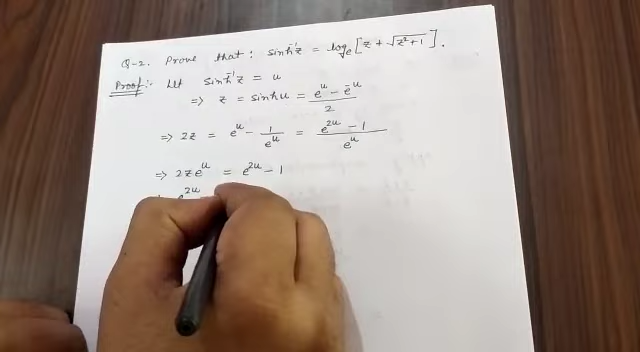 Q-2. Prove that: sinh⁻¹z = logₑ[z + √(z²+1)].
Proof:- Let sinh⁻¹z = u
⇒ z = sinhu = (eᵘ - e⁻ᵘ)/2
⇒ 2z = eᵘ - 1/eᵘ = (e²ᵘ - 1)/eᵘ
⇒ 2zeᵘ = e²ᵘ - 1
⇒ e²ᵘ